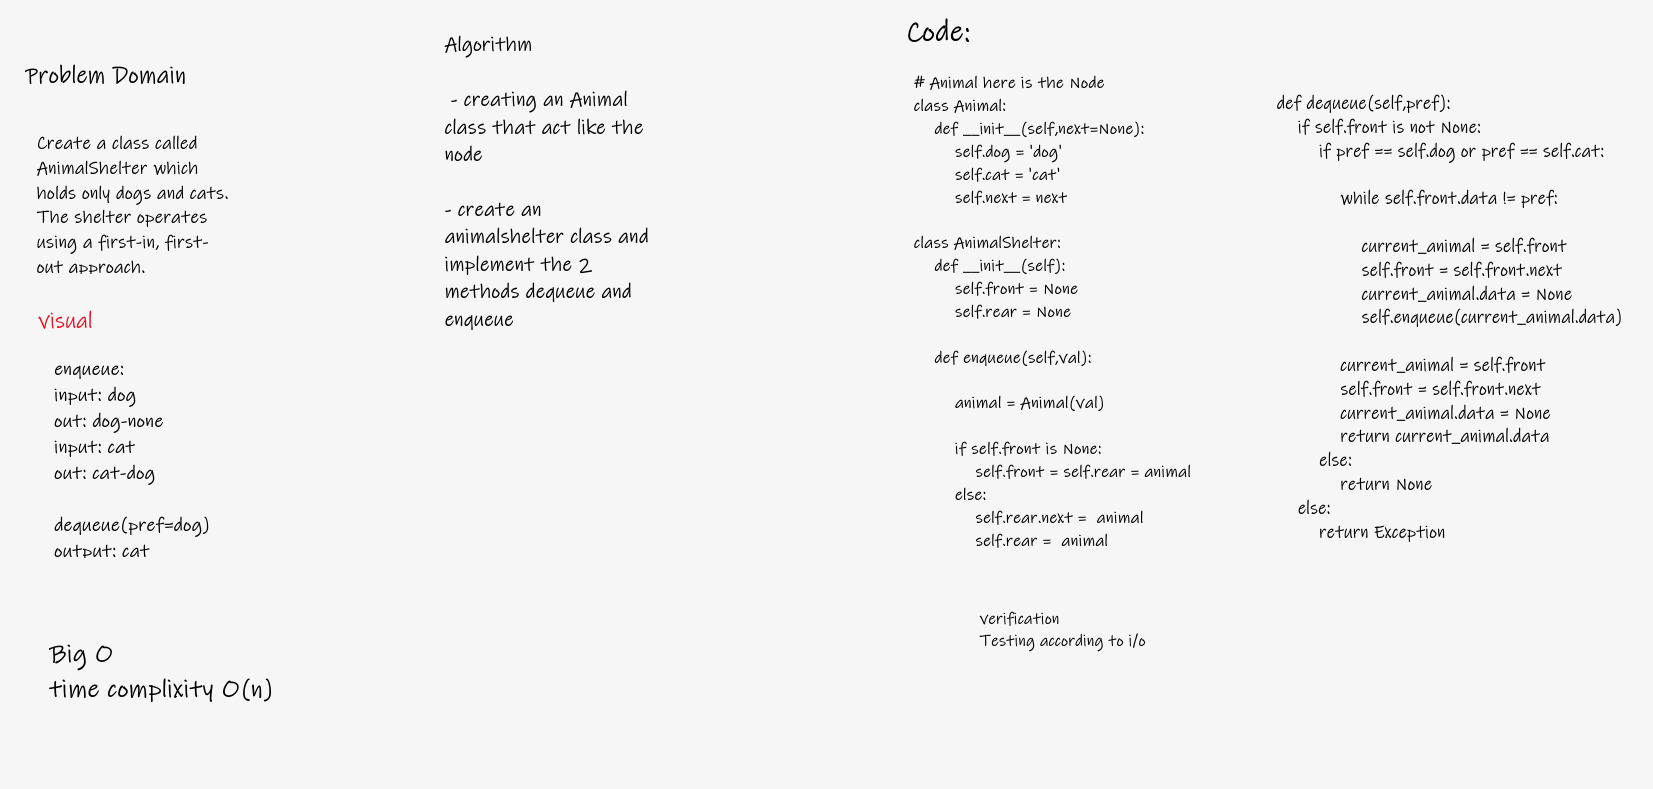 Problem Domain
Create a class called
AnimalShelter which
holds only dogs and cats.
The shelter operates
using a first-in, first-
out approach.
Visual
enqueue:
input: dog
out: dog-none
input: cat
out: cat-dog
dequeue(pref=dog)
output: cat
Big O
time complixity O(n)
Algorithm
- creating an Animal
class that act like the
node
- create an
animalshelter class and
implement the 2
methods dequeue and
enqueue
Code:
# Animal here is the Node
class Animal:
def __init__(self,next=None):
self.dog = 'dog'
self.cat = 'cat'
self.next = next
class AnimalShelter:
def __init__(self):
self.front = None
self.rear = None
def enqueue(self,val):
animal = Animal(val)
if self.front is None:
self.front = self.rear = animal
else:
self.rear.next = animal
self.rear = animal
Verification
Testing according to i/o
def dequeue(self,pref):
if self.front is not None:
if pref == self.dog or pref == self.cat:
while self.front.data != pref:
current_animal = self.front
self.front = self.front.next
current_animal.data = None
self.enqueue(current_animal.data)
current_animal = self.front
self.front = self.front.next
current_animal.data = None
return current_animal.data
else:
return None
else:
return Exception